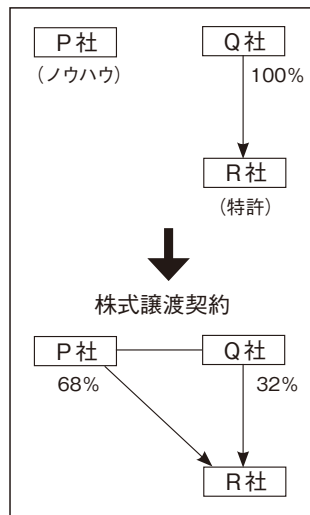 P社 Q社
(ノウハウ) 100%
R社
(特許)
株式譲渡契約
P社 Q社
68% 32%
R社